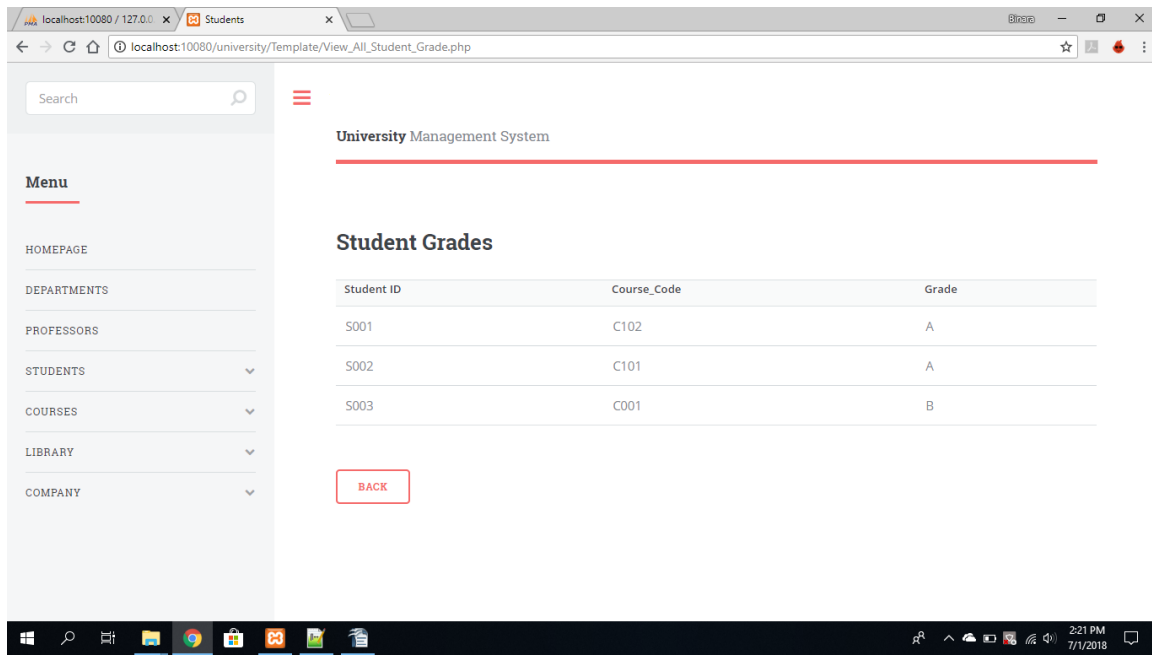 localhost:10080 / 127.0.0
Students
Binara
localhost:10080/university/Template/View_All_Student_Grade.php
Search
University Management System
Menu
HOMEPAGE
DEPARTMENTS
PROFESSORS
STUDENTS
COURSES
LIBRARY
COMPANY
Student Grades
Student ID Course_Code Grade
S001 C102 A
S002 C101 A
S003 C001 B
BACK
2:21 PM
7/1/2018